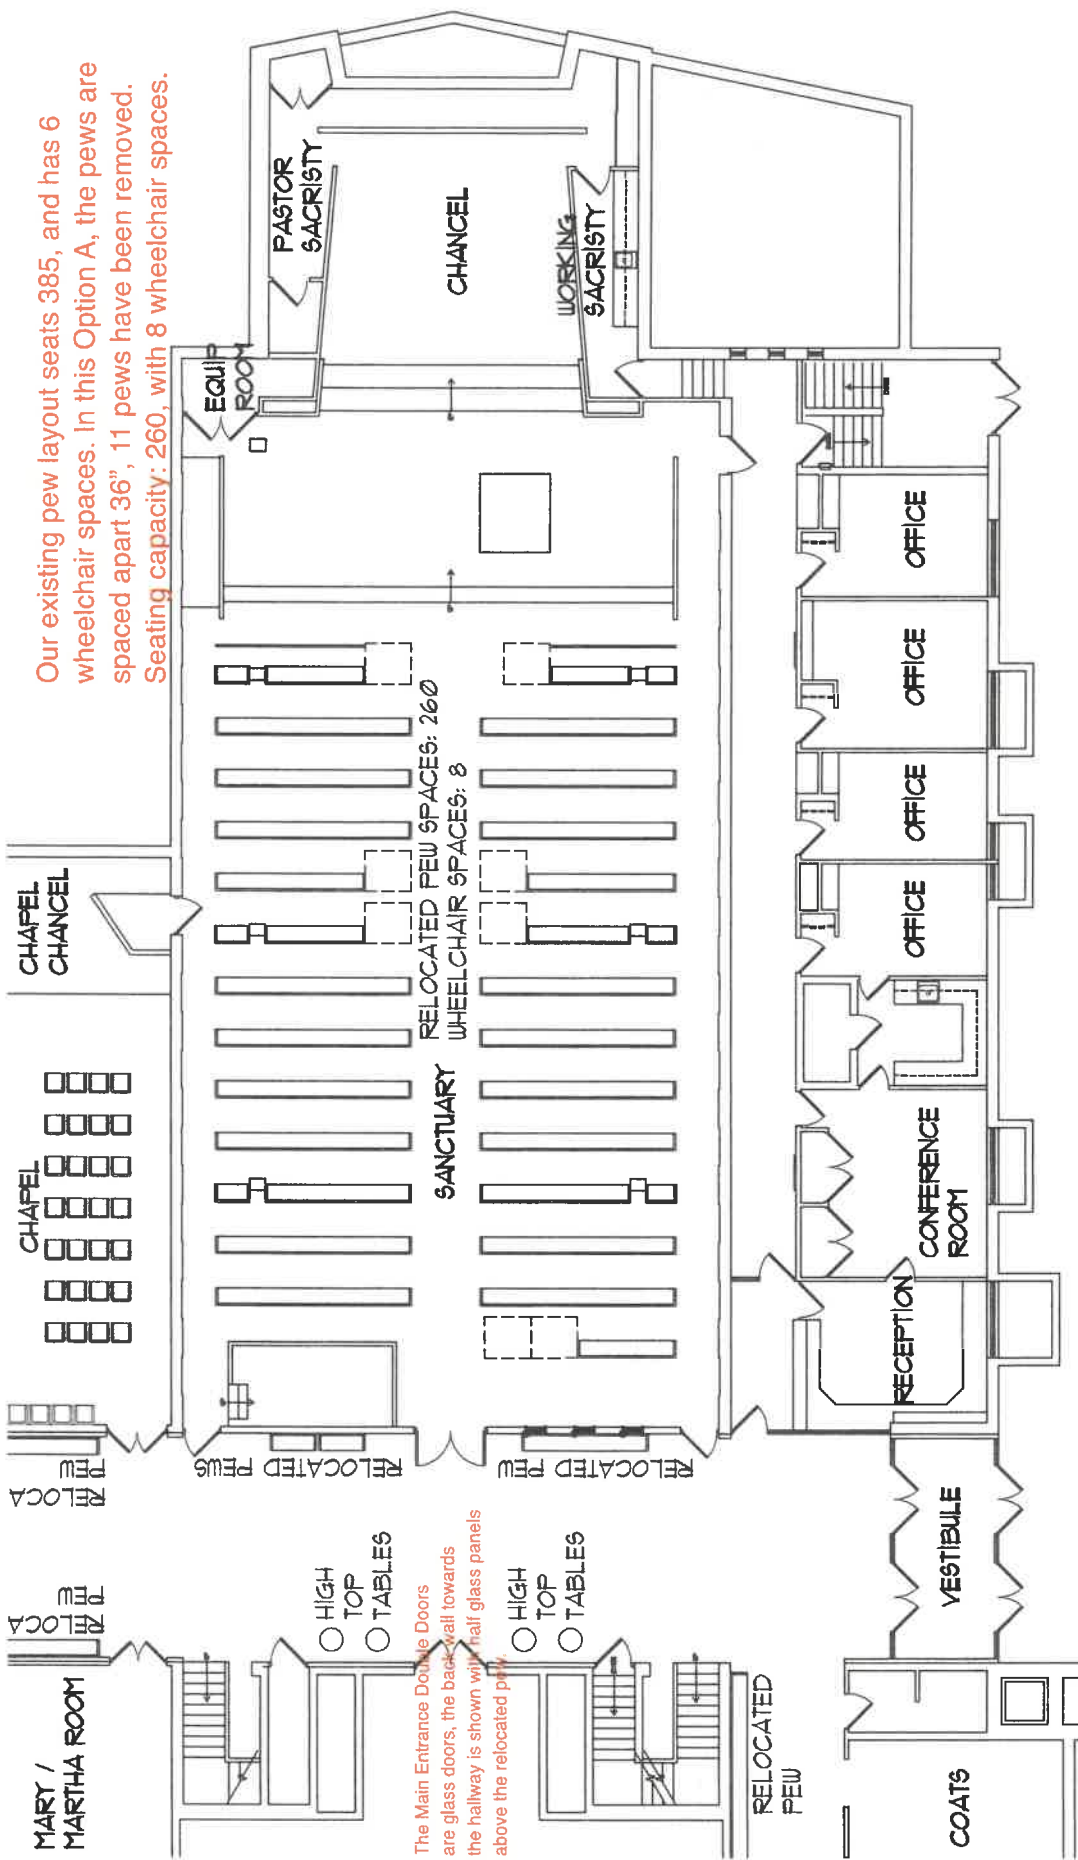 Our existing pew layout seats 385, and has 6
wheelchair spaces. In this Option A, the pews are
spaced apart 36", 11 pews have been removed.
Seating capacity: 260, with 8 wheelchair spaces.
PASTOR
SACRISTY
CHANCEL
WORKING
SACRISTY
EQUIP
ROOM
CHAPEL
CHANCEL
CHAPEL
RELOCATED PEW SPACES: 260
WHEELCHAIR SPACES: 8
SANCTUARY
OFFICE
OFFICE
OFFICE
OFFICE
CONFERENCE
ROOM
RECEPTION
RELOCA
PEW
RELOCATED PEWS
RELOCATED PEW
RELOCA
PEW
HIGH
TOP
TABLES
HIGH
TOP
TABLES
The Main Entrance Double Doors
are glass doors, the back wall towards
the hallway is shown with half glass panels
above the relocated pew.
VESTIBULE
MARY /
MARTHA ROOM
RELOCATED
PEW
COATS